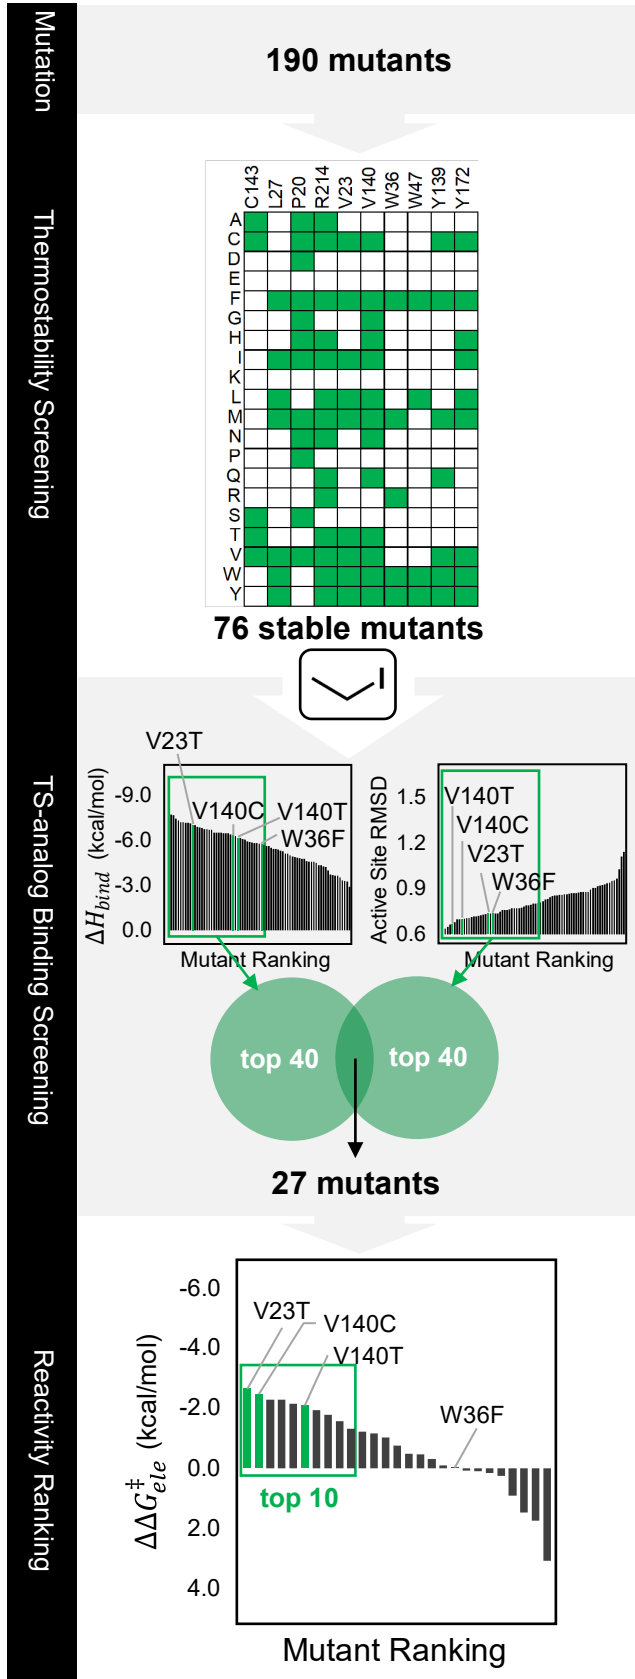 Mutation
190 mutants
Thermostability Screening
C143 L27 P20 R214 V23 V140 W36 W47 Y139 Y172
A
C
D
E
F
G
H
I
K
L
M
N
P
Q
R
S
T
V
W
Y
76 stable mutants
I
TS-analog Binding Screening
ΔH_bind (kcal/mol)
-9.0
-6.0
-3.0
0.0
V23T
V140C
V140T
W36F
Mutant Ranking
Active Site RMSD
1.5
1.2
0.9
0.6
V140T
V140C
V23T
W36F
Mutant Ranking
top 40
top 40
27 mutants
Reactivity Ranking
ΔΔG‡_ele (kcal/mol)
-6.0
-4.0
-2.0
0.0
2.0
4.0
V23T
V140C
V140T
W36F
top 10
Mutant Ranking